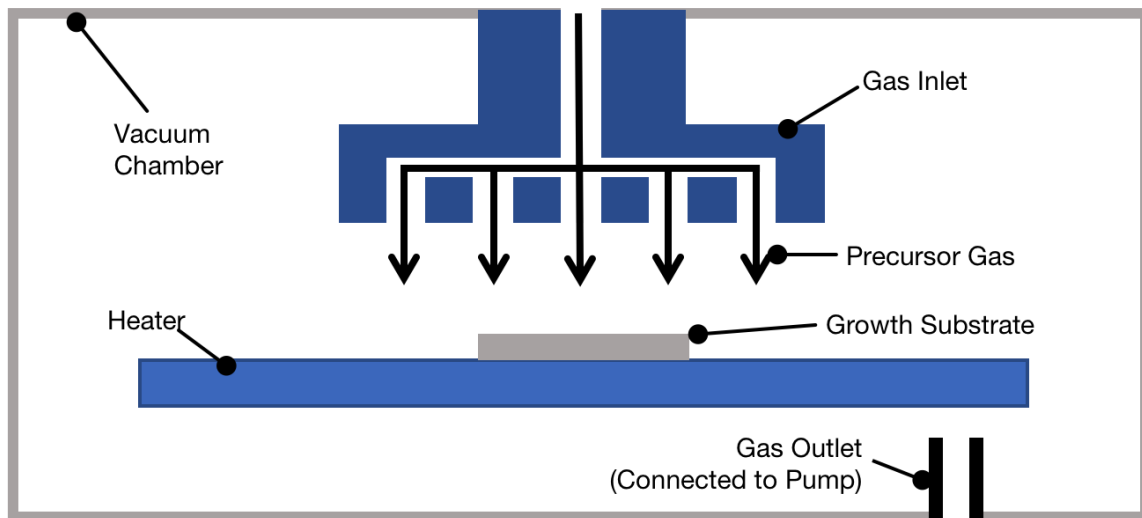 Gas Inlet
Vacuum
Chamber
Precursor Gas
Heater
Growth Substrate
Gas Outlet
(Connected to Pump)